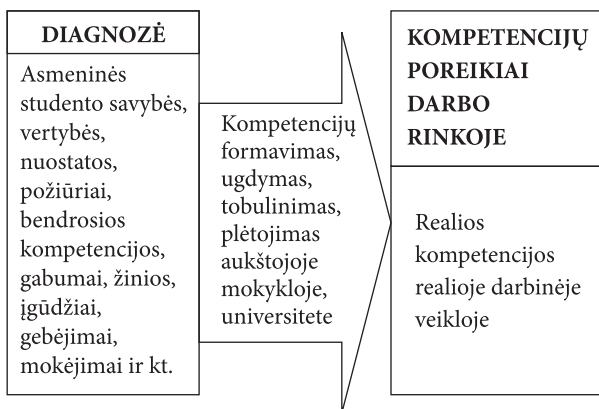 DIAGNOZĖ
Asmeninės
studento savybės,
vertybės,
nuostatos,
požiūriai,
bendrosios
kompetencijos,
gabumai, žinios,
įgūdžiai,
gebėjimai,
mokėjimai ir kt.
Kompetencijų
formavimas,
ugdymas,
tobulinimas,
plėtojimas
aukštojoje
mokykloje,
universitete
KOMPETENCIJŲ
POREIKIAI
DARBO
RINKOJE
Realios
kompetencijos
realioje darbinėje
veikloje